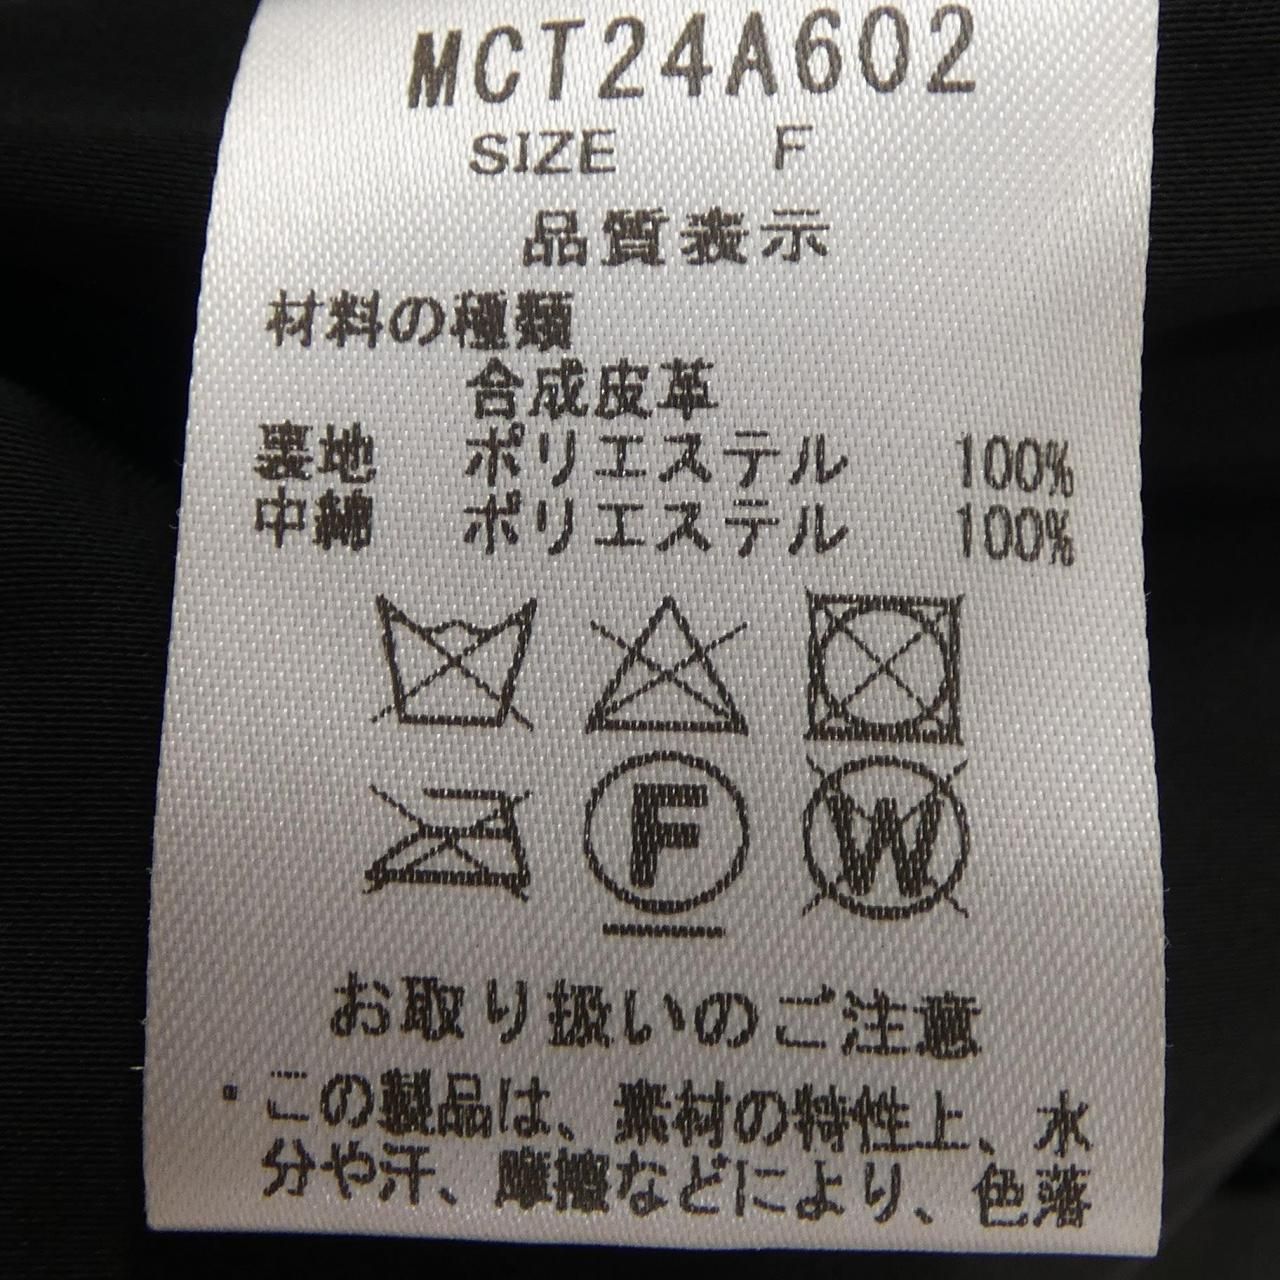 MCT24A602
SIZE F
品質表示
材料の種類
合成皮革
裏地 ポリエステル 100%
中綿 ポリエステル 100%
F W
お取り扱いのご注意
・この製品は、素材の特性上、水
分や汗、摩擦などにより、色落